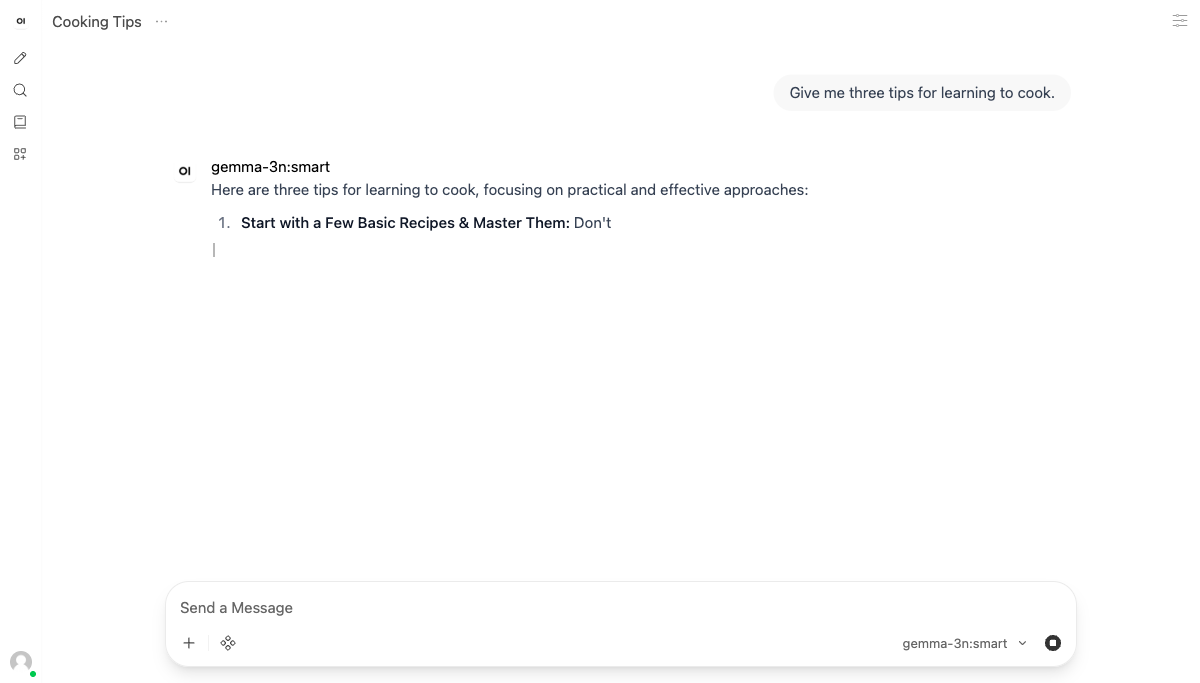 OI
Cooking Tips
Give me three tips for learning to cook.
OI
gemma-3n:smart
Here are three tips for learning to cook, focusing on practical and effective approaches:
1. Start with a Few Basic Recipes & Master Them: Don't
Send a Message
gemma-3n:smart